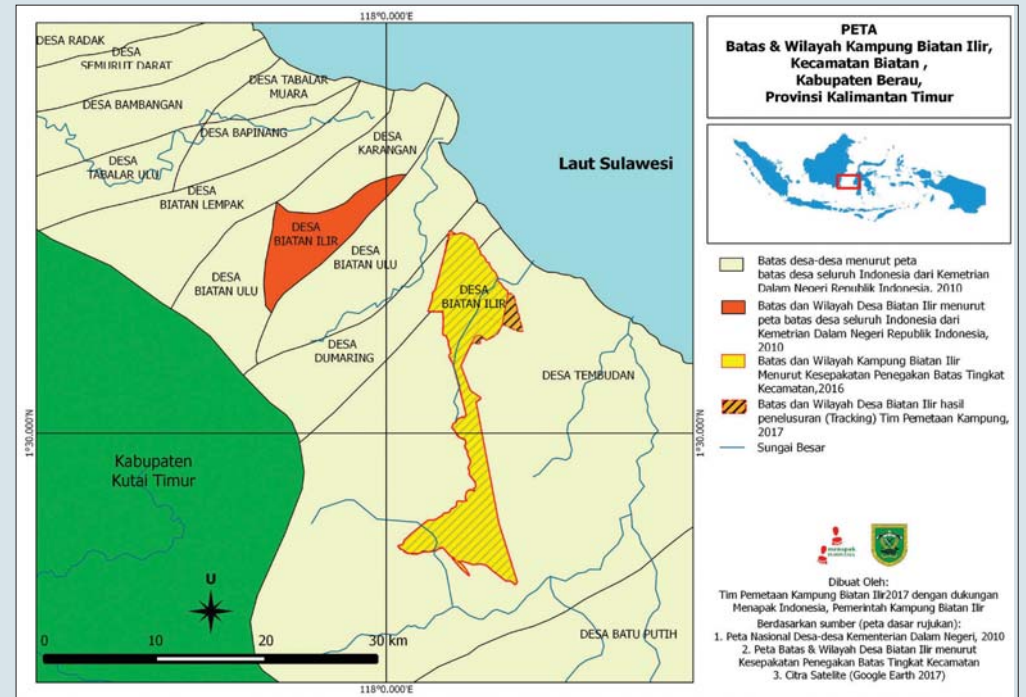 118°0.000'E
DESA RADAK
DESA
SEMURUT DARAT
DESA TABALAR
MUARA
DESA BAMBANGAN
DESA BAPINANG
DESA
KARANGAN
DESA
TABALAR ULU
DESA
BIATAN LEMPAK
Laut Sulawesi
DESA
BIATAN ILIR
DESA
BIATAN ULU
DESA
BIATAN ULU
DESA
BIATAN ILIR
DESA
DUMARING
DESA TEMBUDAN
1°30.000'N
1°30.000'N
Kabupaten
Kutai Timur
U
0 10 20 30 km
DESA BATU PUTIH
118°0.000'E
PETA
Batas & Wilayah Kampung Biatan Ilir,
Kecamatan Biatan ,
Kabupaten Berau,
Provinsi Kalimantan Timur
Batas desa-desa menurut peta
batas desa seluruh Indonesia dari Kemetrian
Dalam Negeri Republik Indonesia, 2010
Batas dan Wilayah Desa Biatan Ilir menurut
peta batas desa seluruh Indonesia dari
Kemetrian Dalam Negeri Republik Indonesia,
2010
Batas dan Wilayah Kampung Biatan Ilir
Menurut Kesepakatan Penegakan Batas Tingkat
Kecamatan,2016
Batas dan Wilayah Desa Biatan Ilir hasil
penelusuran (Tracking) Tim Pemetaan Kampung,
2017
Sungai Besar
menapak
Dibuat Oleh:
Tim Pemetaan Kampung Biatan Ilir2017 dengan dukungan
Menapak Indonesia, Pemerintah Kampung Biatan Ilir
Berdasarkan sumber (peta dasar rujukan):
1. Peta Nasional Desa-desa Kementerian Dalam Negeri, 2010
2. Peta Batas & Wilayah Desa Biatan Ilir menurut
Kesepakatan Penegakan Batas Tingkat Kecamatan
3. Citra Satelite (Google Earth 2017)